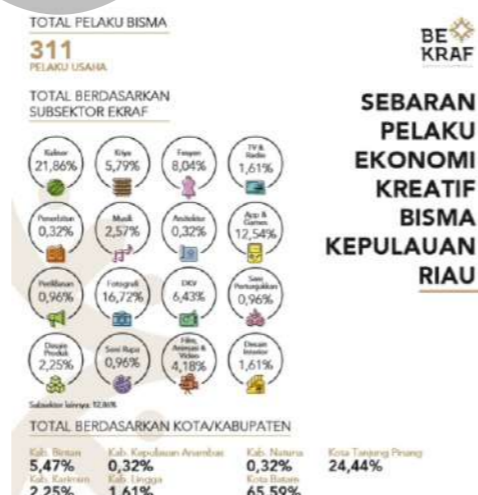 TOTAL PELAKU BISMA
311
PELAKU USAHA
TOTAL BERDASARKAN
SUBSEKTOR EKRAF
BE
KRAF
SEBARAN
PELAKU
EKONOMI
KREATIF
BISMA
KEPULAUAN
RIAU
Kuliner
21,86%
Kriya
5,79%
Fesyen
8,04%
TV &
Radio
1,61%
Penerbitan
0,32%
Musik
2,57%
Arsitektur
0,32%
App &
Games
12,54%
Periklanan
0,96%
Fotografi
16,72%
DKV
6,43%
Seni
Pertunjukkan
0,96%
Desain
Produk
2,25%
Seni Rupa
0,96%
Film,
Animasi &
Video
4,18%
Desain
Interior
1,61%
Subsektor lainnya: 12,86%
TOTAL BERDASARKAN KOTA/KABUPATEN
Kab. Bintan
5,47%
Kab. Kepulauan Anambas
0,32%
Kab. Natuna
0,32%
Kota Tanjung Pinang
24,44%
Kab. Karimun
2,25%
Kab. Lingga
1,61%
Kota Batam
65,59%